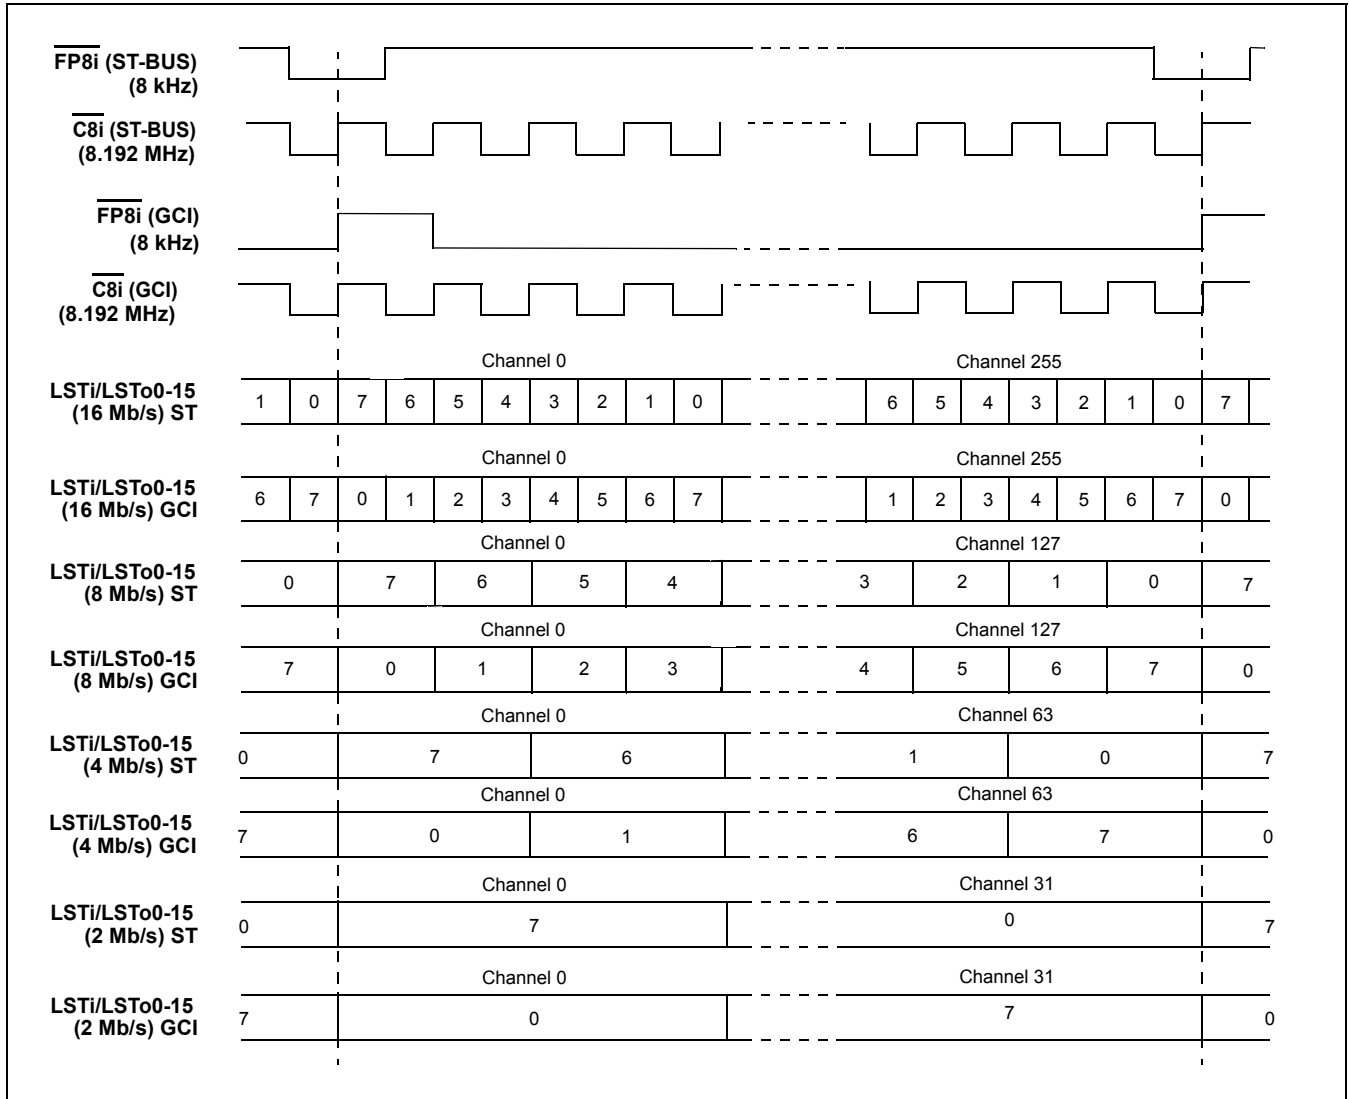 FP8i (ST-BUS)
(8 kHz)
C8i (ST-BUS)
(8.192 MHz)
FP8i (GCI)
(8 kHz)
C8i (GCI)
(8.192 MHz)
Channel 0 Channel 255
LSTi/LSTo0-15
(16 Mb/s) ST
1 0 7 6 5 4 3 2 1 0 6 5 4 3 2 1 0 7
Channel 0 Channel 255
LSTi/LSTo0-15
(16 Mb/s) GCI
6 7 0 1 2 3 4 5 6 7 1 2 3 4 5 6 7 0
Channel 0 Channel 127
LSTi/LSTo0-15
(8 Mb/s) ST
0 7 6 5 4 3 2 1 0 7
Channel 0 Channel 127
LSTi/LSTo0-15
(8 Mb/s) GCI
7 0 1 2 3 4 5 6 7 0
Channel 0 Channel 63
LSTi/LSTo0-15
(4 Mb/s) ST
0 7 6 1 0 7
Channel 0 Channel 63
LSTi/LSTo0-15
(4 Mb/s) GCI
7 0 1 6 7 0
Channel 0 Channel 31
LSTi/LSTo0-15
(2 Mb/s) ST
0 7 0 7
Channel 0 Channel 31
LSTi/LSTo0-15
(2 Mb/s) GCI
7 0 7 0